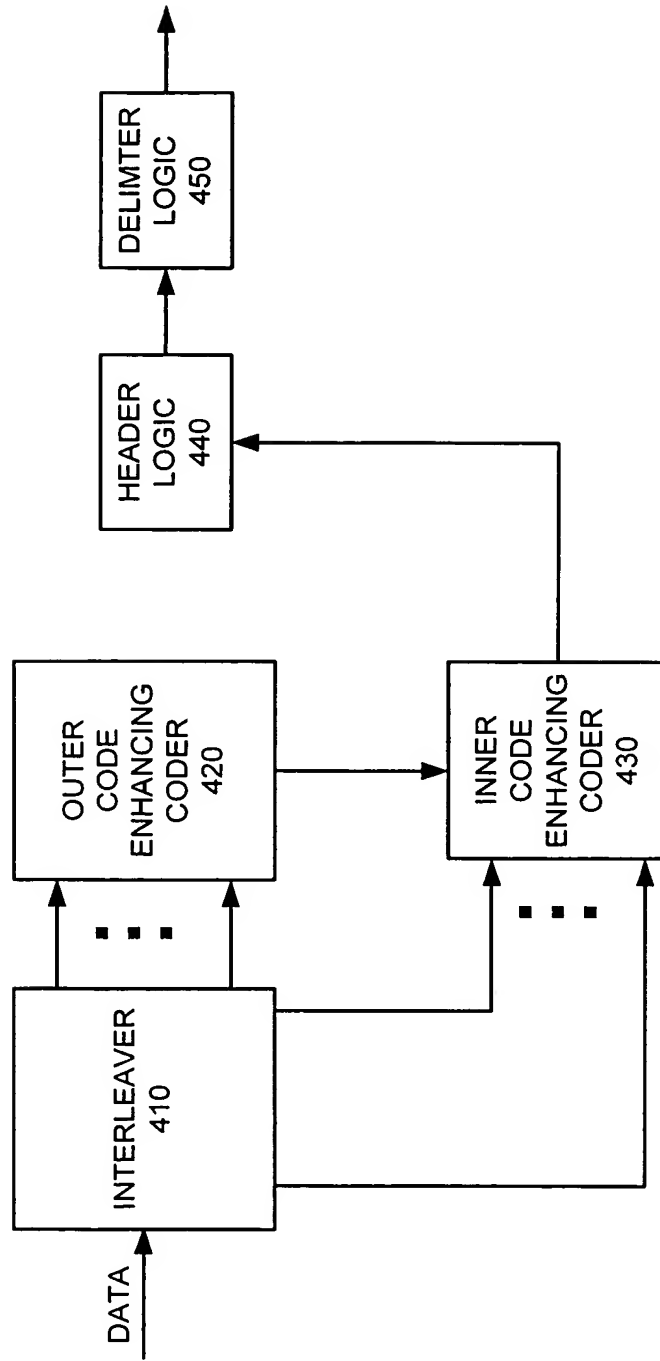 DATA
INTERLEAVER
410
OUTER
CODE
ENHANCING
CODER
420
INNER
CODE
ENHANCING
CODER
430
HEADER
LOGIC
440
DELIMTER
LOGIC
450